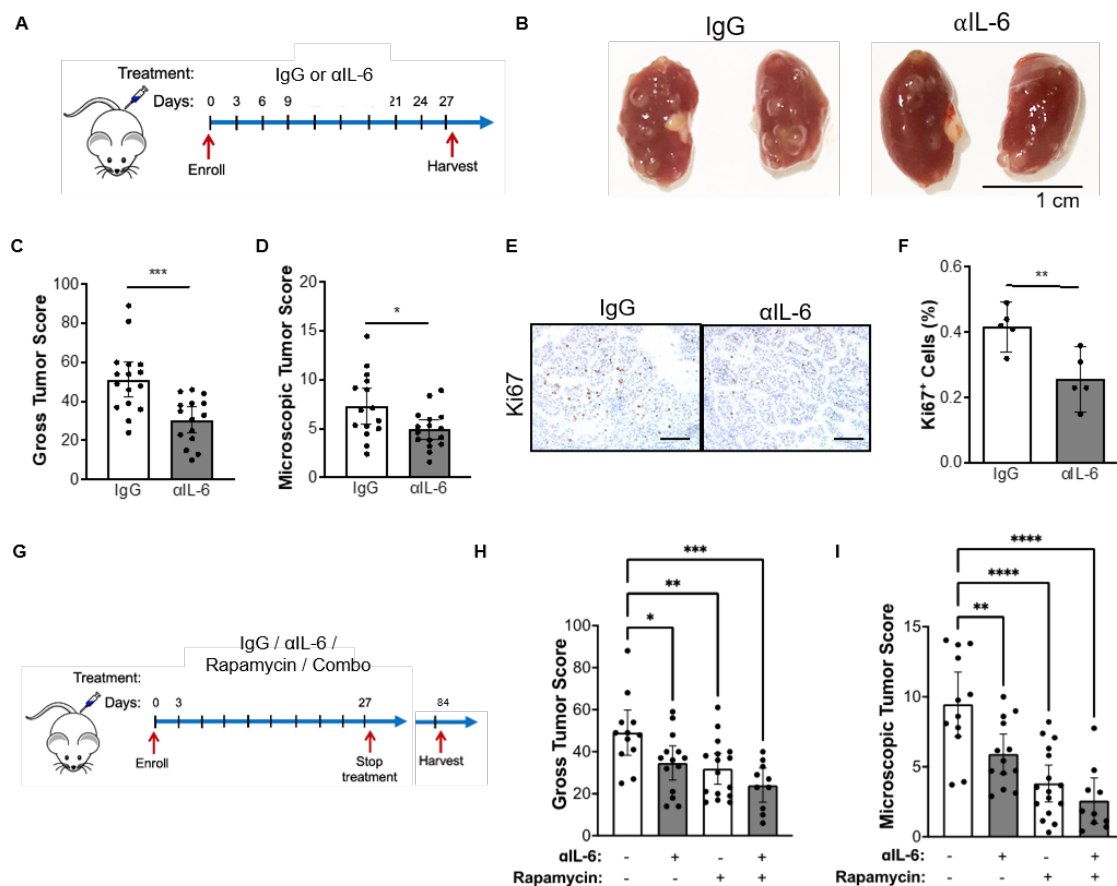 A
Treatment:
IgG or αIL-6
Days: 0 3 6 9 21 24 27
Enroll
Harvest
B
IgG
αIL-6
1 cm
C
Gross Tumor Score
100
80
60
40
20
0
***
IgG αIL-6
D
Microscopic Tumor Score
20
15
10
5
0
*
IgG αIL-6
E
IgG
αIL-6
Ki67
F
Ki67+ Cells (%)
0.6
0.4
0.2
0.0
**
IgG αIL-6
G
IgG / αIL-6 /
Rapamycin / Combo
Treatment:
Days: 0 3 27 84
Enroll
Stop
treatment
Harvest
H
Gross Tumor Score
100
80
60
40
20
0
***
**
*
αIL-6: - + - +
Rapamycin: - - + +
I
Microscopic Tumor Score
15
10
5
0
****
****
**
- + - +
- - + +